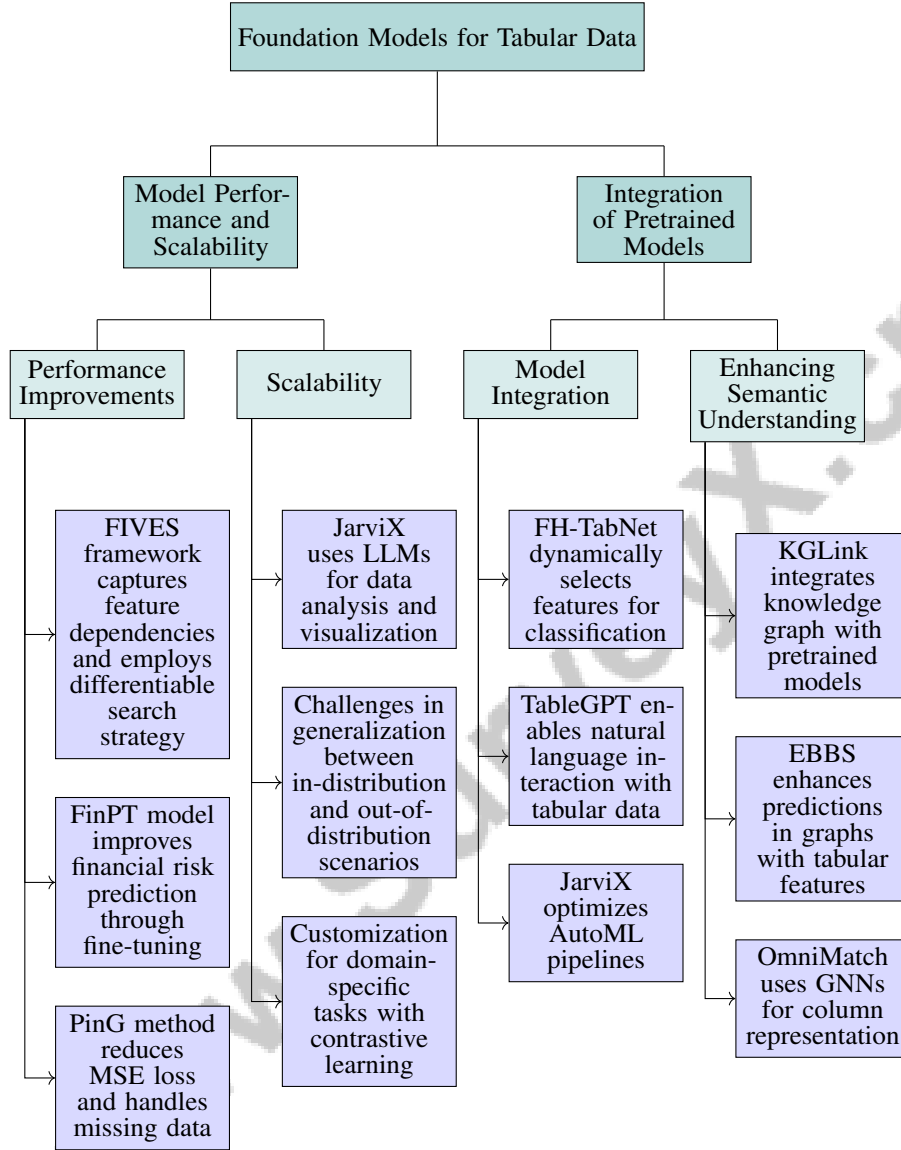 Foundation Models for Tabular Data
Model Perfor-
mance and
Scalability
Integration
of Pretrained
Models
Performance
Improvements
Scalability
Model
Integration
Enhancing
Semantic
Understanding
FIVES
framework
captures
feature
dependencies
and employs
differentiable
search
strategy
FinPT model
improves
financial risk
prediction
through
fine-tuning
PinG method
reduces
MSE loss
and handles
missing data
JarviX
uses LLMs
for data
analysis and
visualization
Challenges in
generalization
between
in-distribution
and out-of-
distribution
scenarios
Customization
for domain-
specific
tasks with
contrastive
learning
FH-TabNet
dynamically
selects
features for
classification
TableGPT en-
ables natural
language in-
teraction with
tabular data
JarviX
optimizes
AutoML
pipelines
KGLink
integrates
knowledge
graph with
pretrained
models
EBBS
enhances
predictions
in graphs
with tabular
features
OmniMatch
uses GNNs
for column
representation